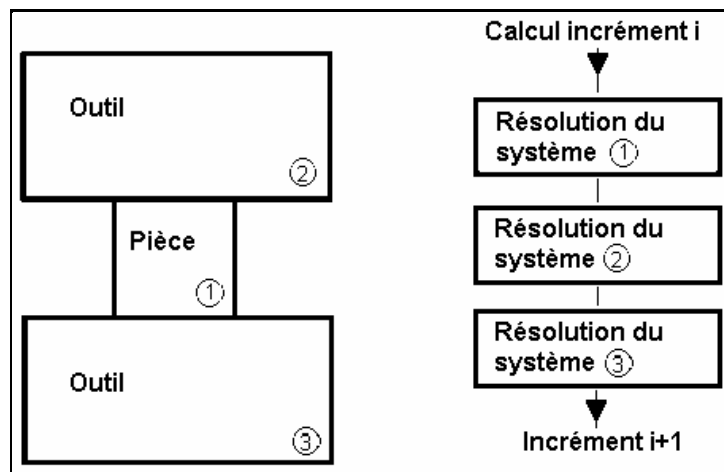 Outil
②
Pièce
①
Outil
③
Calcul incrément i
Résolution du
système ①
Résolution du
système ②
Résolution du
système ③
Incrément i+1